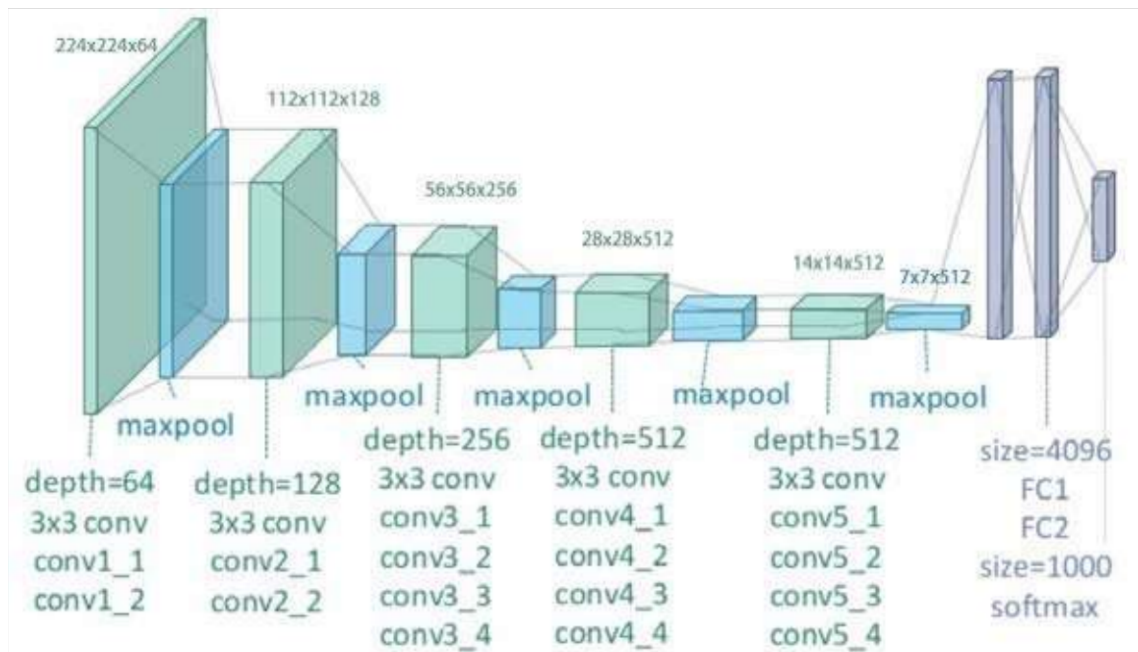 224x224x64
112x112x128
56x56x256
28x28x512
14x14x512
7x7x512
maxpool
maxpool
maxpool
maxpool
maxpool
depth=64
3x3 conv
conv1_1
conv1_2
depth=128
3x3 conv
conv2_1
conv2_2
depth=256
3x3 conv
conv3_1
conv3_2
conv3_3
conv3_4
depth=512
3x3 conv
conv4_1
conv4_2
conv4_3
conv4_4
depth=512
3x3 conv
conv5_1
conv5_2
conv5_3
conv5_4
size=4096
FC1
FC2
size=1000
softmax